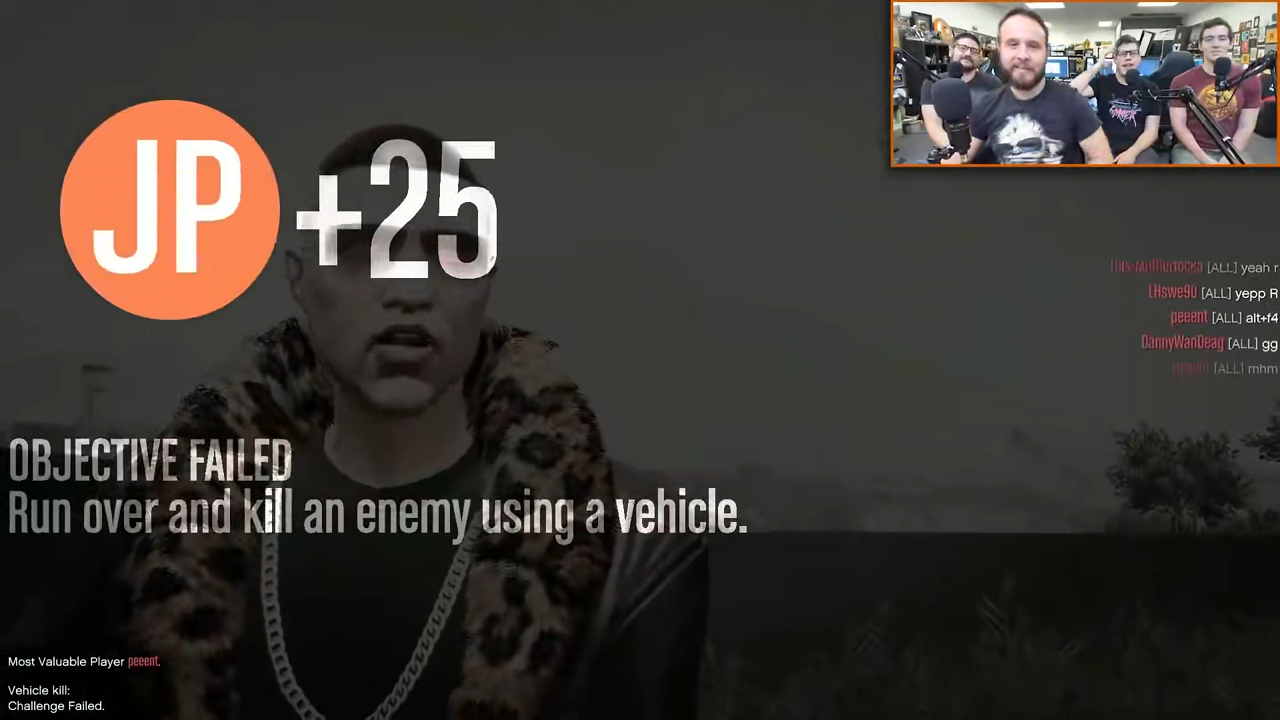 JP +25
OBJECTIVE FAILED
Run over and kill an enemy using a vehicle.
[ALL] yeah r
LHswe90 [ALL] yepp R
peeent [ALL] alt+f4
DannyWanDeag [ALL] gg
[ALL] mhm
Most Valuable Player peeent.
Vehicle kill:
Challenge Failed.